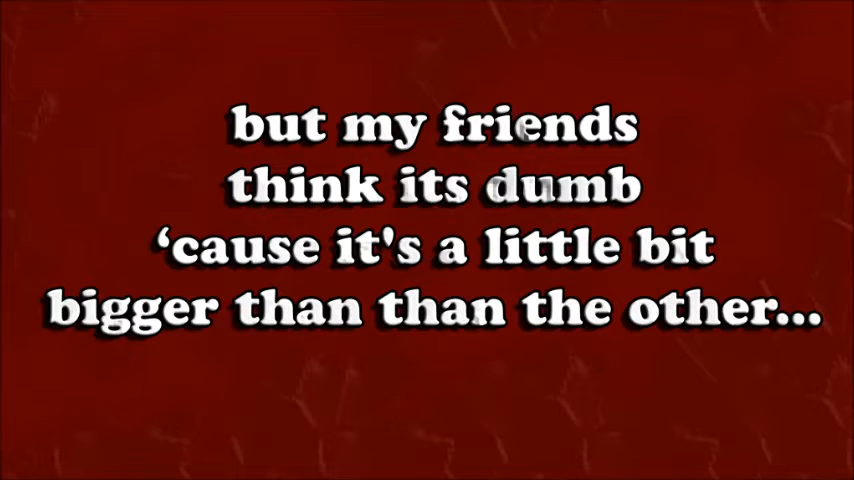 but my friends
think its dumb
‘cause it's a little bit
bigger than than the other...